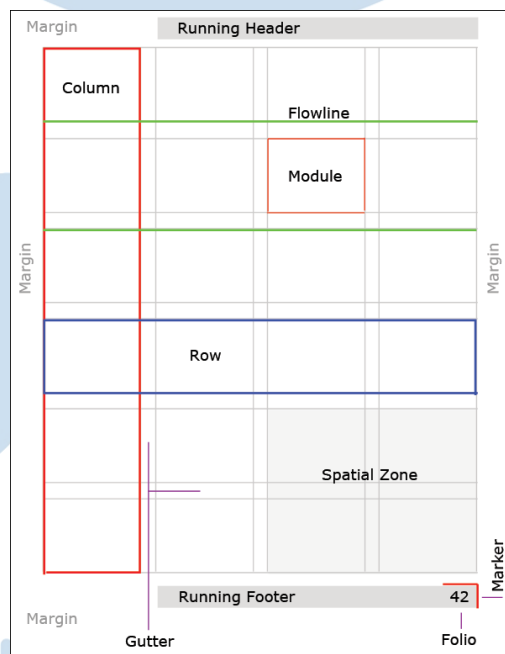 Margin
Running Header
Column
Flowline
Module
Margin
Margin
Row
Spatial Zone
Marker
Running Footer
42
Margin
Gutter
Folio